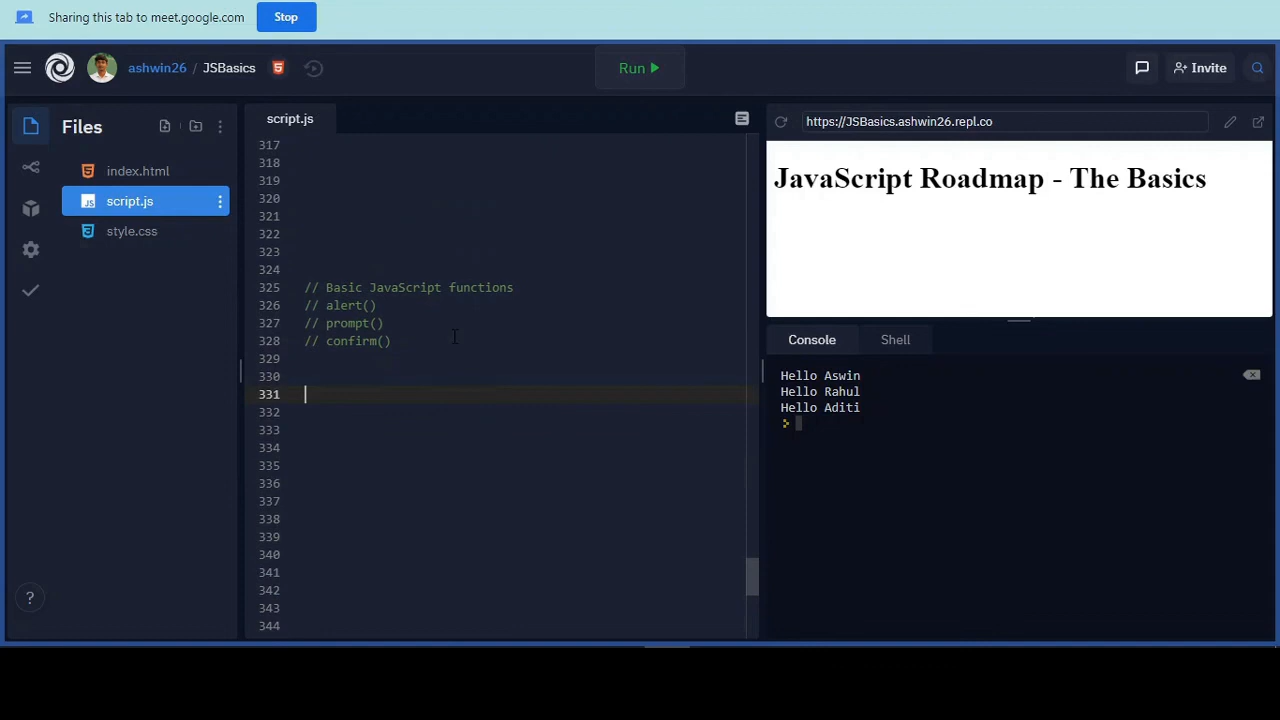 Sharing this tab to meet.google.com Stop
ashwin26 / JSBasics Run Invite
Files
index.html
script.js
style.css
script.js
317
318
319
320
321
322
323
324
325 // Basic JavaScript functions
326 // alert()
327 // prompt()
328 // confirm()
329
330
331
332
333
334
335
336
337
338
339
340
341
342
343
344
https://JSBasics.ashwin26.repl.co
JavaScript Roadmap - The Basics
Console Shell
Hello Aswin
Hello Rahul
Hello Aditi